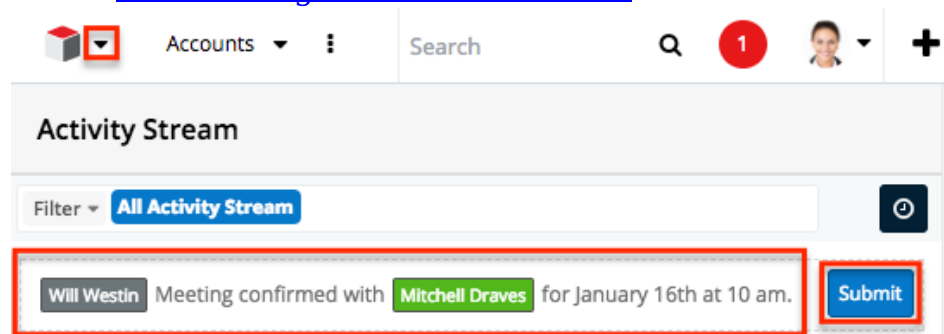 Accounts
Search
1
Activity Stream
Filter All Activity Stream
Will Westin Meeting confirmed with Mitchell Draves for January 16th at 10 am. Submit